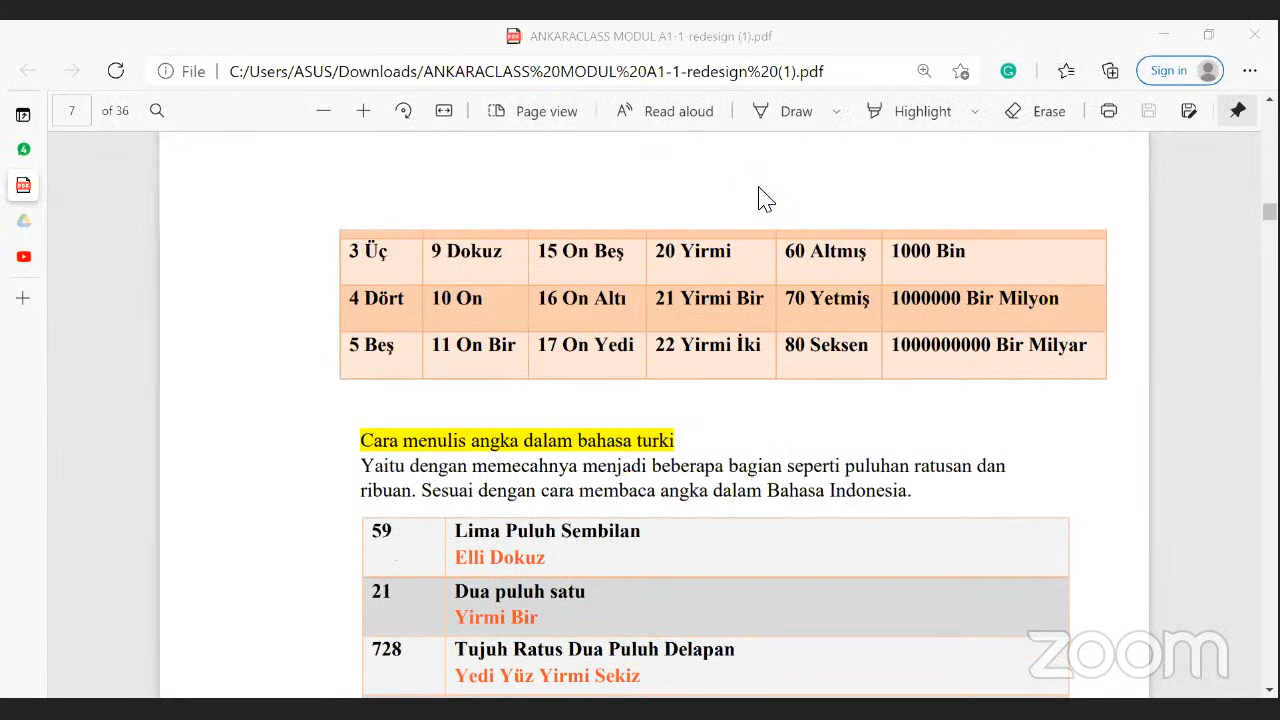 ANKARACLASS MODUL A1-1-redesign (1).pdf
File | C:/Users/ASUS/Downloads/ANKARACLASS%20MODUL%20A1-1-redesign%20(1).pdf
Sign in
7 of 36
Page view
Read aloud
Draw
Highlight
Erase
4
PDF
3 Üç 9 Dokuz 15 On Beş 20 Yirmi 60 Altmış 1000 Bin
4 Dört 10 On 16 On Altı 21 Yirmi Bir 70 Yetmiş 1000000 Bir Milyon
5 Beş 11 On Bir 17 On Yedi 22 Yirmi İki 80 Seksen 1000000000 Bir Milyar
Cara menulis angka dalam bahasa turki
Yaitu dengan memecahnya menjadi beberapa bagian seperti puluhan ratusan dan
ribuan. Sesuai dengan cara membaca angka dalam Bahasa Indonesia.
59 Lima Puluh Sembilan
Elli Dokuz
21 Dua puluh satu
Yirmi Bir
728 Tujuh Ratus Dua Puluh Delapan
Yedi Yüz Yirmi Sekiz
zoom